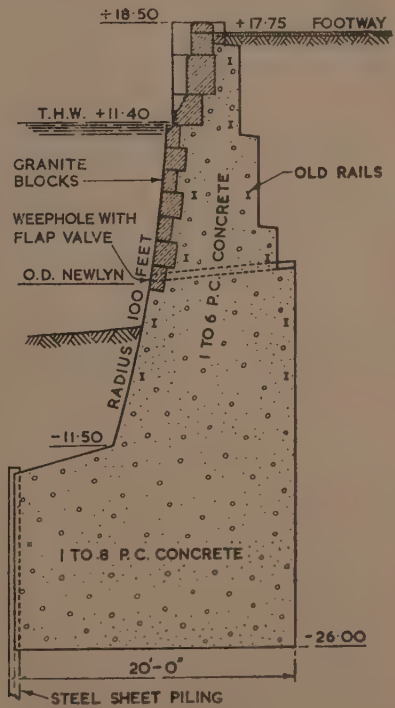 +18·50
+17·75 FOOTWAY
T.H.W. +11·40
GRANITE
BLOCKS
OLD RAILS
WEEPHOLE WITH
FLAP VALVE
O.D. NEWLYN
RADIUS 100 FEET
1 TO 6 P.C. CONCRETE
-11·50
1 TO 8 P.C. CONCRETE
-26·00
20'-0"
STEEL SHEET PILING